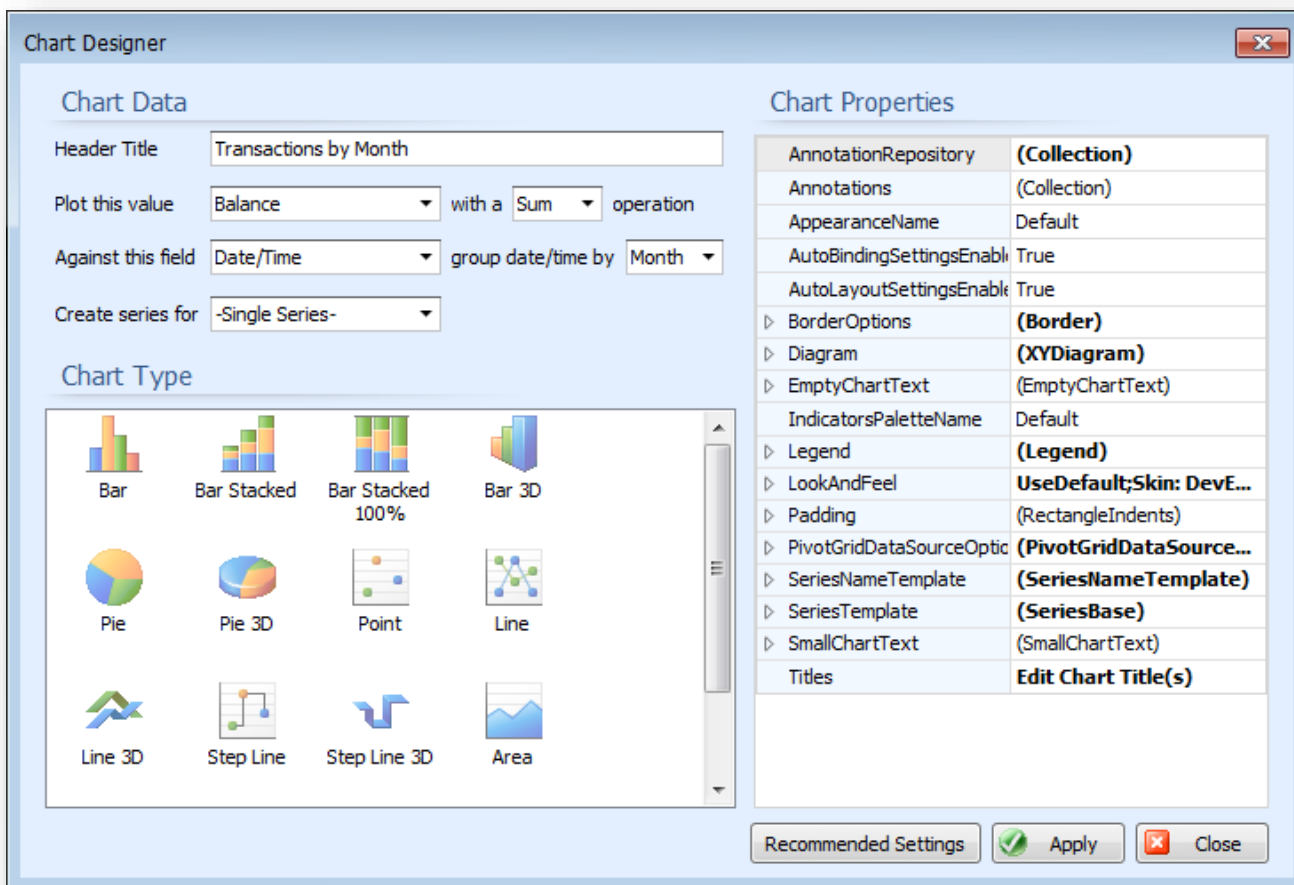 Chart Designer
Chart Data
Header Title Transactions by Month
Plot this value Balance with a Sum operation
Against this field Date/Time group date/time by Month
Create series for -Single Series-
Chart Type
Bar Bar Stacked Bar Stacked 100% Bar 3D
Pie Pie 3D Point Line
Line 3D Step Line Step Line 3D Area
Chart Properties
AnnotationRepository (Collection)
Annotations (Collection)
AppearanceName Default
AutoBindingSettingsEnabl True
AutoLayoutSettingsEnable True
BorderOptions (Border)
Diagram (XYDiagram)
EmptyChartText (EmptyChartText)
IndicatorsPaletteName Default
Legend (Legend)
LookAndFeel UseDefault;Skin: DevE...
Padding (RectangleIndents)
PivotGridDataSourceOptic (PivotGridDataSource...
SeriesNameTemplate (SeriesNameTemplate)
SeriesTemplate (SeriesBase)
SmallChartText (SmallChartText)
Titles Edit Chart Title(s)
Recommended Settings Apply Close